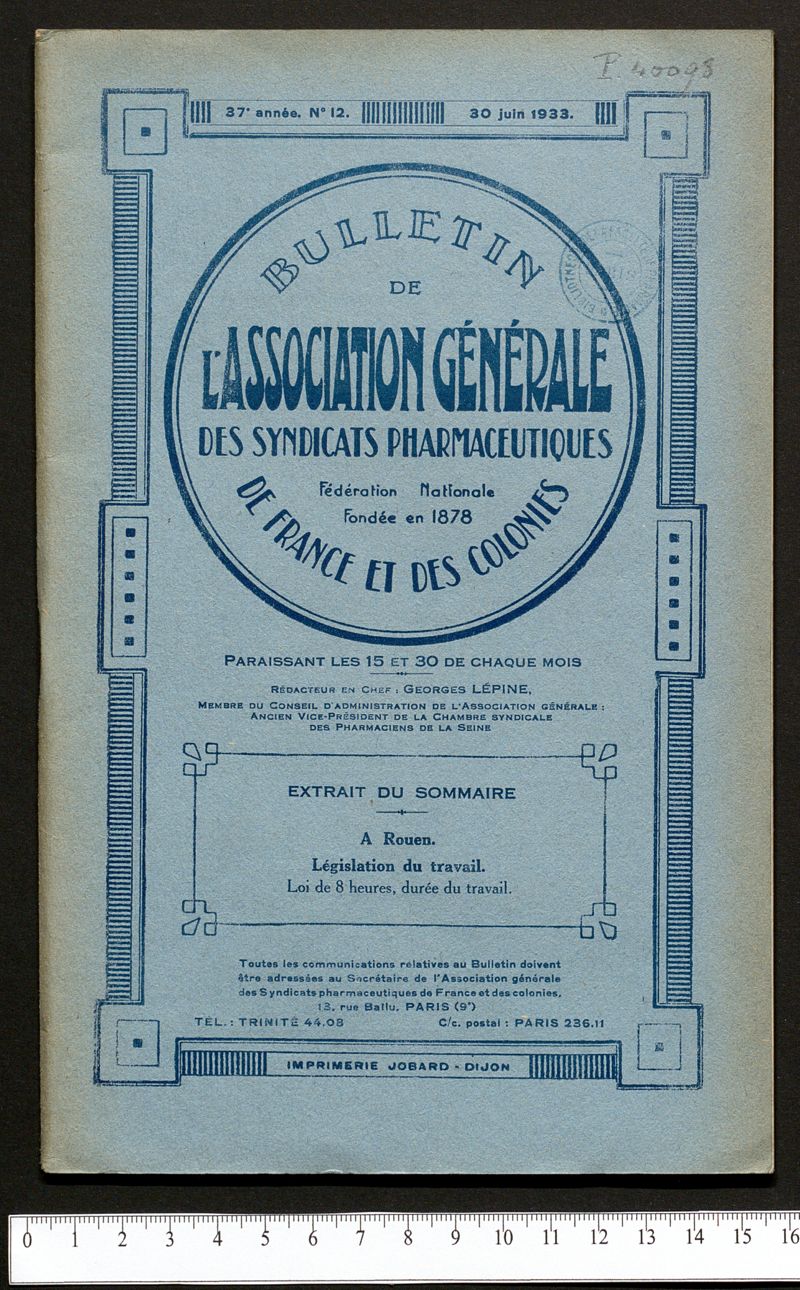 P. 40098
37e année. N° 12. 30 juin 1933.
BULLETIN
DE
L'ASSOCIATION GÉNÉRALE
DES SYNDICATS PHARMACEUTIQUES
Fédération Nationale
Fondée en 1878
DE FRANCE ET DES COLONIES
PARAISSANT LES 15 ET 30 DE CHAQUE MOIS
RÉDACTEUR EN CHEF : GEORGES LÉPINE,
MEMBRE DU CONSEIL D'ADMINISTRATION DE L'ASSOCIATION GÉNÉRALE :
ANCIEN VICE-PRÉSIDENT DE LA CHAMBRE SYNDICALE
DES PHARMACIENS DE LA SEINE
EXTRAIT DU SOMMAIRE
A Rouen.
Législation du travail.
Loi de 8 heures, durée du travail.
Toutes les communications relatives au Bulletin doivent
être adressées au Secrétaire de l'Association générale
des Syndicats pharmaceutiques de France et des colonies,
13, rue Ballu, PARIS (9e)
TÉL. : TRINITÉ 44.08 C/c. postal : PARIS 236.11
IMPRIMERIE JOBARD - DIJON
0 1 2 3 4 5 6 7 8 9 10 11 12 13 14 15 16